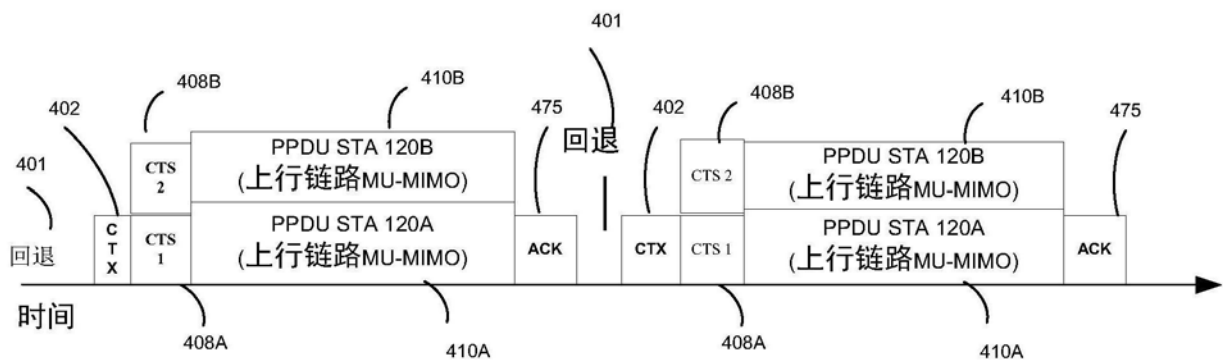 401
408B
410B
402
408B
402
475
410B
475
401
回退
CTS 2
PPDU STA 120B
(上行链路MU-MIMO)
CTS 2
PPDU STA 120B
(上行链路MU-MIMO)
回退
CTX
CTS 1
PPDU STA 120A
(上行链路MU-MIMO)
ACK
CTX
CTS 1
PPDU STA 120A
(上行链路MU-MIMO)
ACK
时间
408A
410A
408A
410A